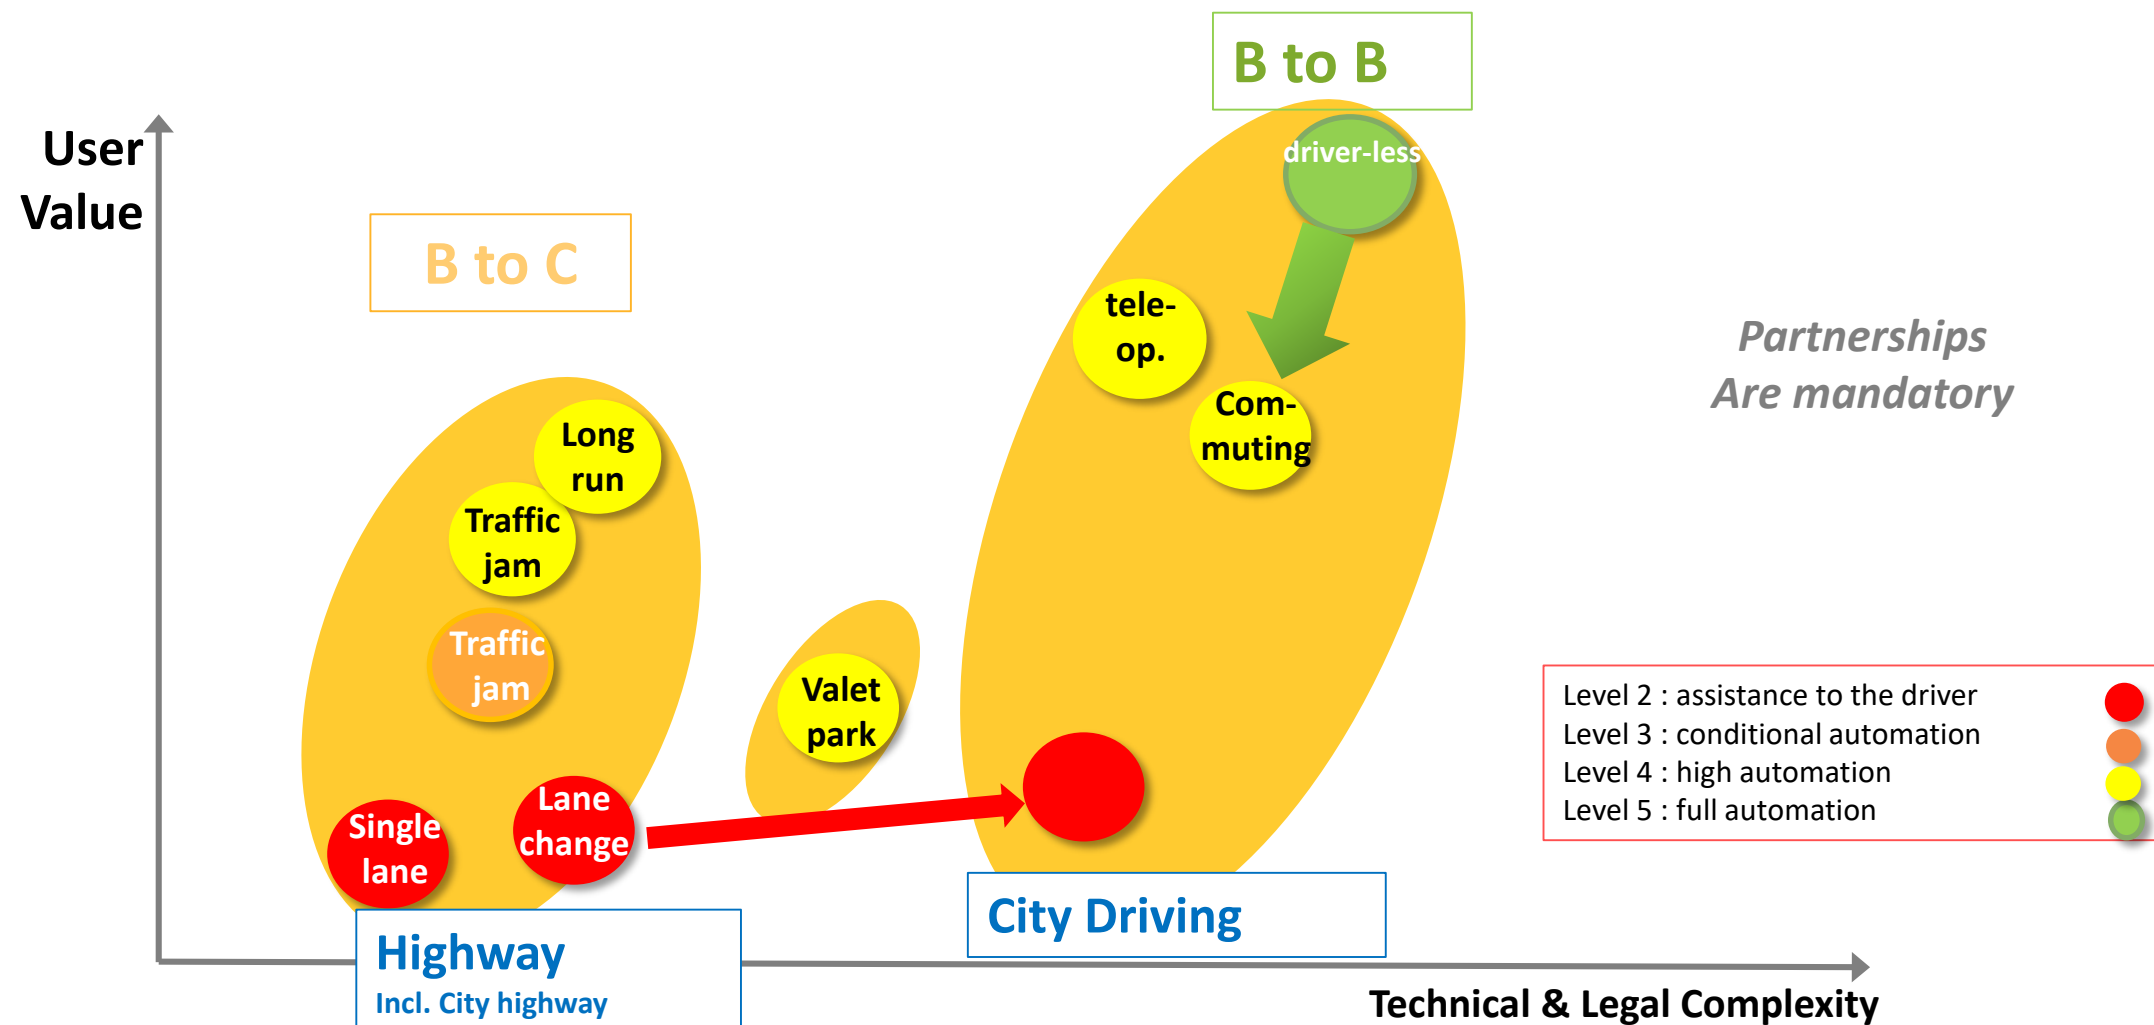 B to B
User
Value
driver-less
B to C
tele-
op.
Partnerships
Are mandatory
Com-
muting
Long
run
Traffic
jam
Traffic
jam
Valet
park
Level 2 : assistance to the driver
Level 3 : conditional automation
Level 4 : high automation
Level 5 : full automation
Lane
change
Single
lane
City Driving
Highway
Incl. City highway
Technical & Legal Complexity